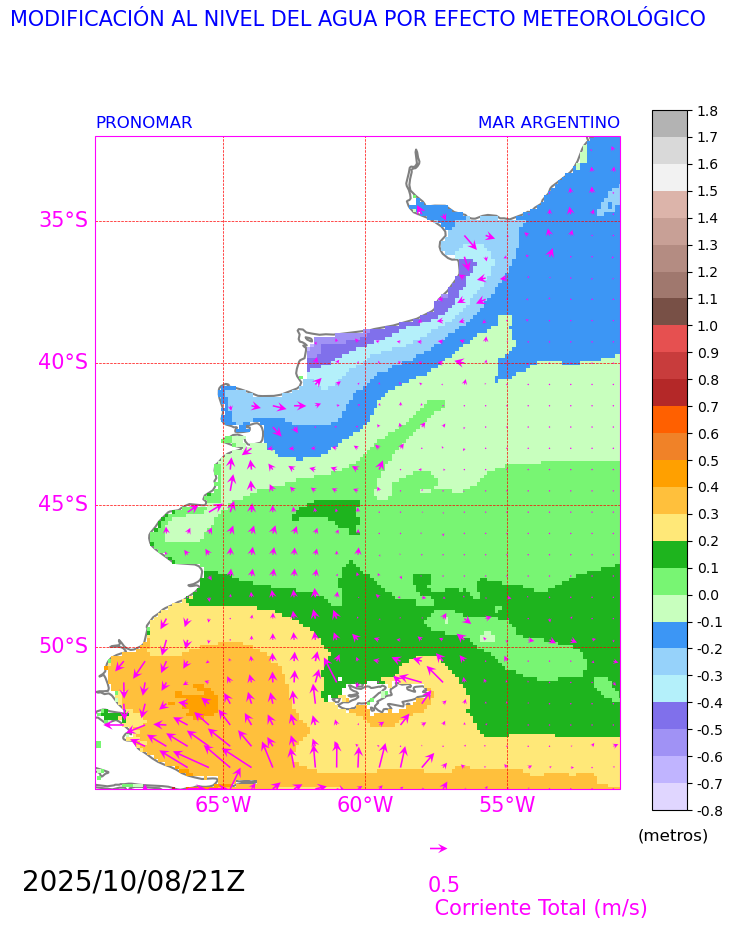 MODIFICACIÓN AL NIVEL DEL AGUA POR EFECTO METEOROLÓGICO
PRONOMAR
MAR ARGENTINO
1.8
1.7
1.6
1.5
1.4
1.3
1.2
1.1
1.0
0.9
0.8
0.7
0.6
0.5
0.4
0.3
0.2
0.1
0.0
-0.1
-0.2
-0.3
-0.4
-0.5
-0.6
-0.7
-0.8
(metros)
35°S
40°S
45°S
50°S
65°W
60°W
55°W
2025/10/08/21Z
0.5
Corriente Total (m/s)